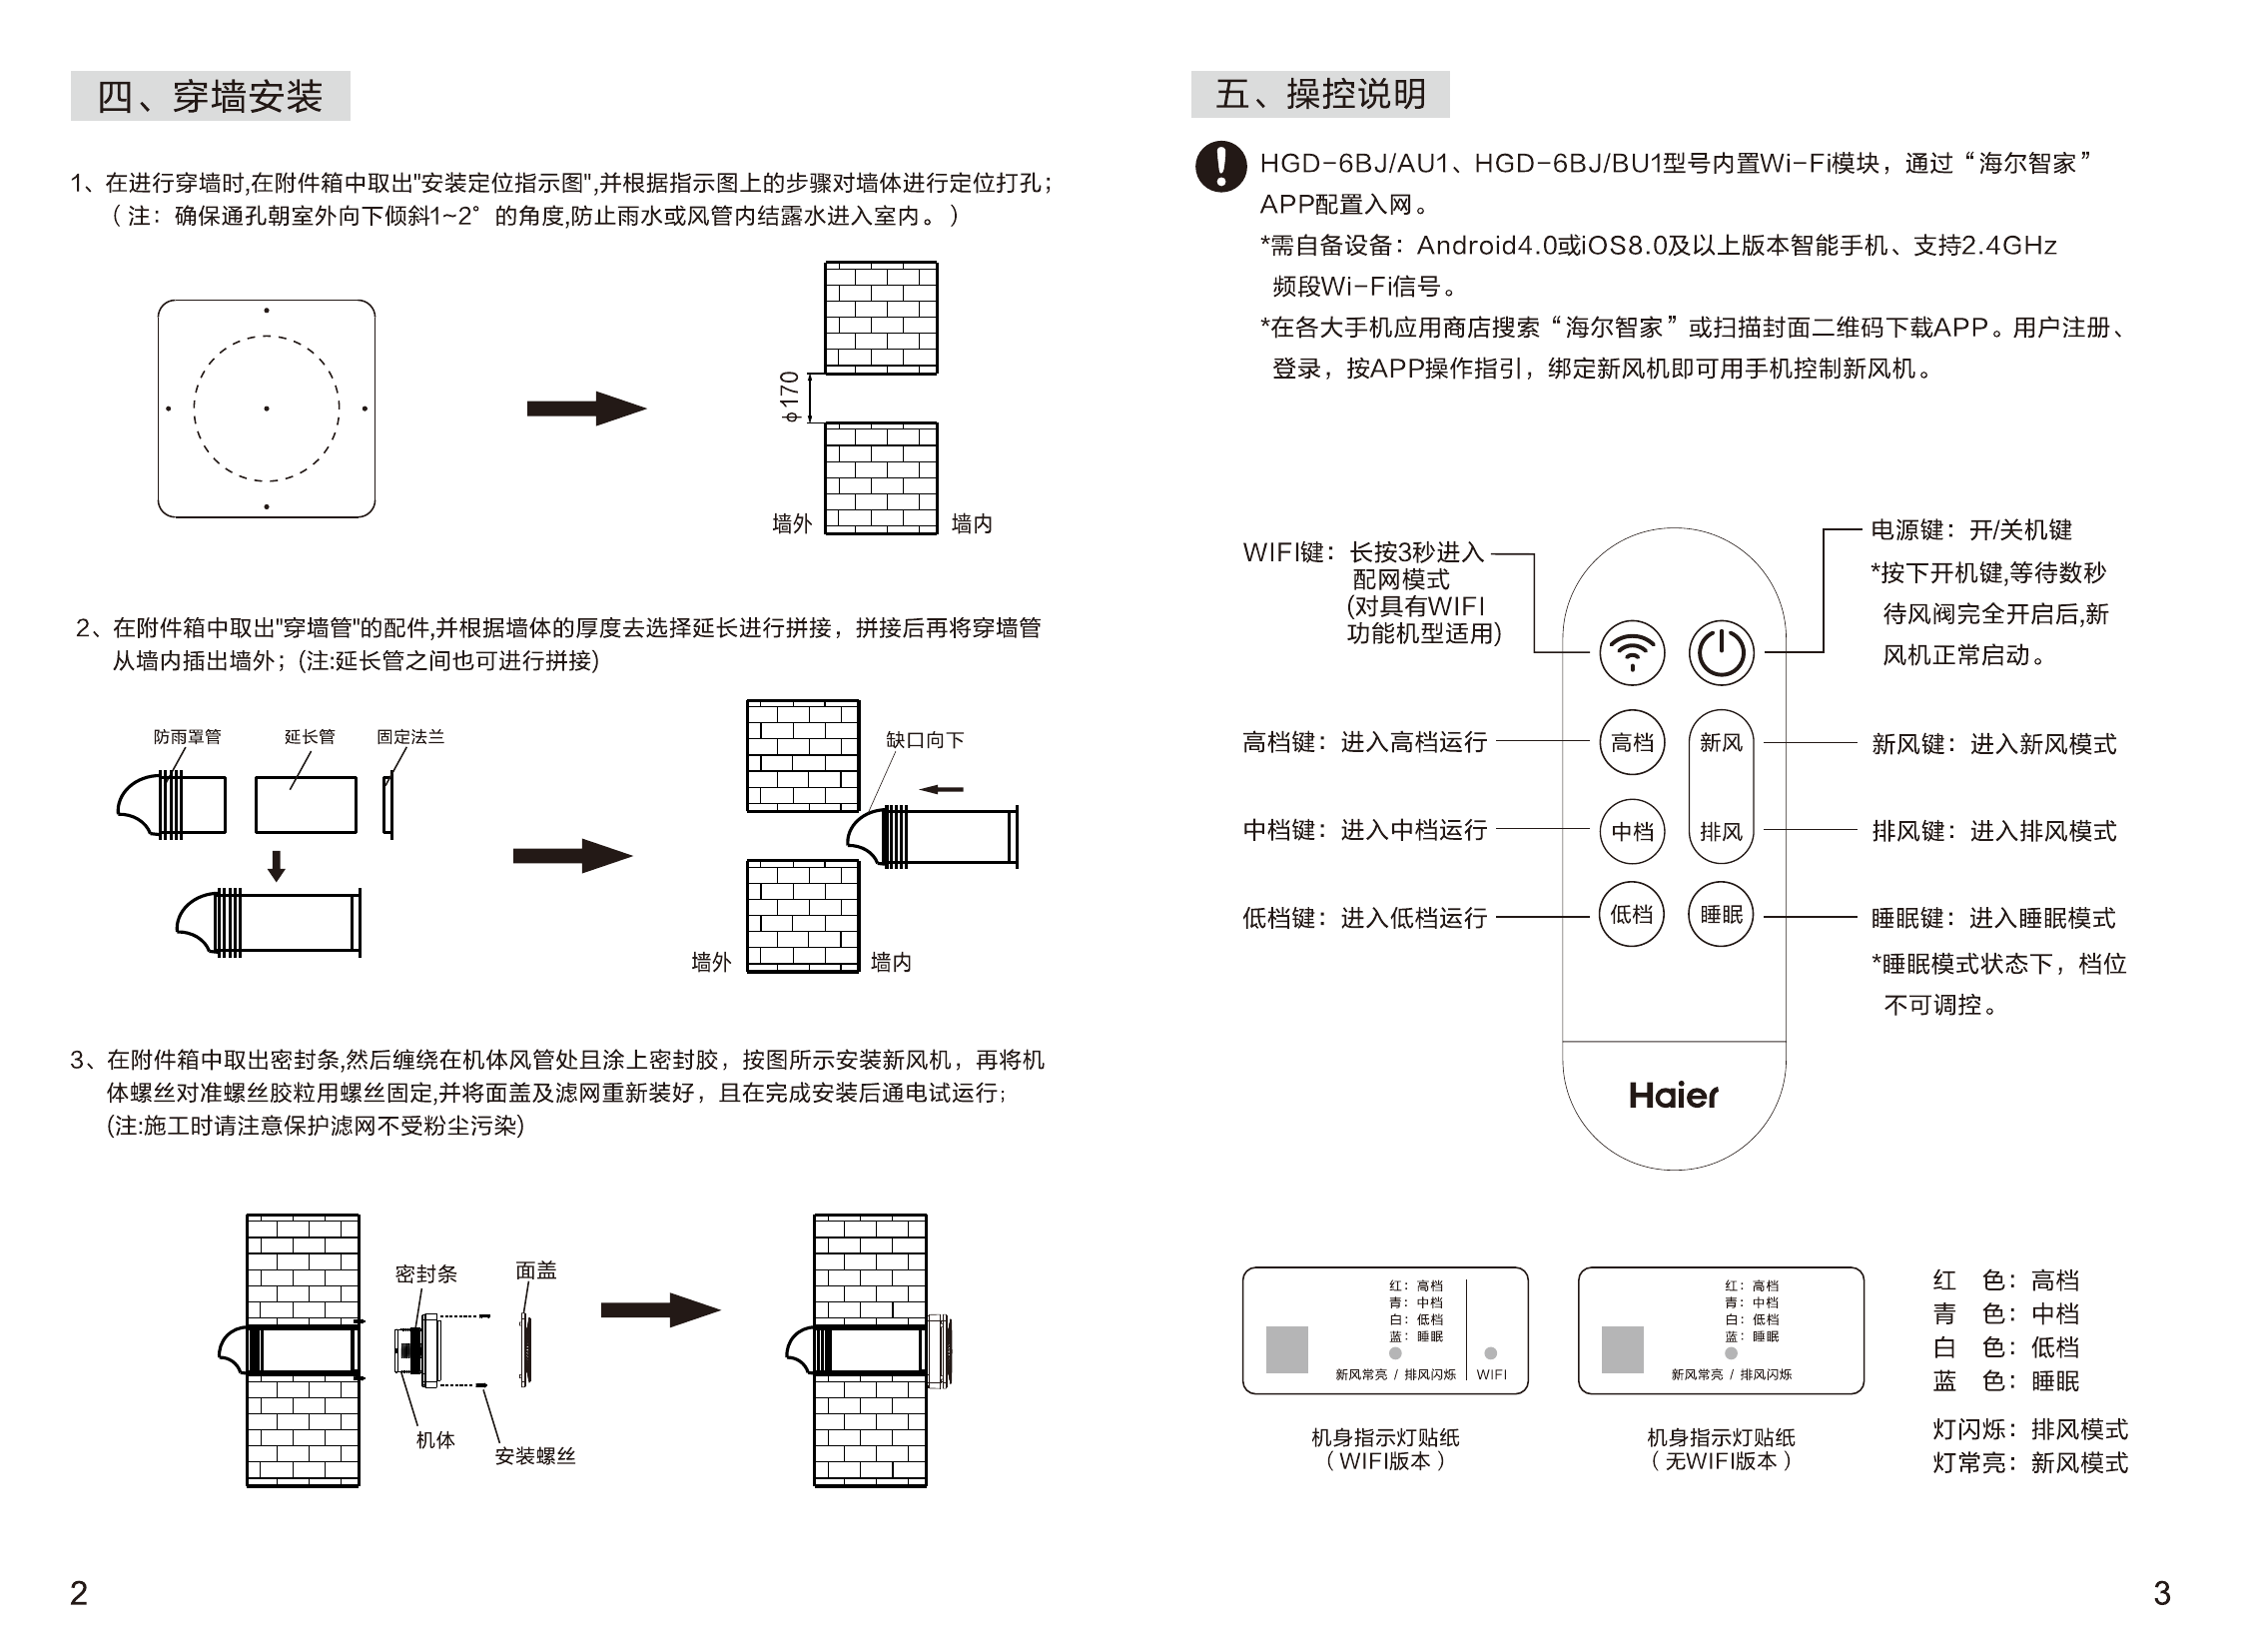 四、穿墙安装
1、在进行穿墙时,在附件箱中取出"安装定位指示图",并根据指示图上的步骤对墙体进行定位打孔；
（注：确保通孔朝室外向下倾斜1~2°的角度,防止雨水或风管内结露水进入室内。）
ϕ170
墙外
墙内
2、在附件箱中取出"穿墙管"的配件,并根据墙体的厚度去选择延长进行拼接，拼接后再将穿墙管
从墙内插出墙外；(注:延长管之间也可进行拼接)
防雨罩管
延长管
固定法兰
缺口向下
墙外
墙内
3、在附件箱中取出密封条,然后缠绕在机体风管处且涂上密封胶，按图所示安装新风机，再将机
体螺丝对准螺丝胶粒用螺丝固定,并将面盖及滤网重新装好，且在完成安装后通电试运行；
(注:施工时请注意保护滤网不受粉尘污染)
密封条
面盖
机体
安装螺丝
2
五、操控说明
HGD-6BJ/AU1、HGD-6BJ/BU1型号内置Wi-Fi模块，通过“海尔智家”
APP配置入网。
*需自备设备：Android4.0或iOS8.0及以上版本智能手机、支持2.4GHz
频段Wi-Fi信号。
*在各大手机应用商店搜索“海尔智家”或扫描封面二维码下载APP。用户注册、
登录，按APP操作指引，绑定新风机即可用手机控制新风机。
WIFI键：长按3秒进入
配网模式
(对具有WIFI
功能机型适用)
高档键：进入高档运行
中档键：进入中档运行
低档键：进入低档运行
高档
新风
中档
排风
低档
睡眠
Haier
电源键：开/关机键
*按下开机键,等待数秒
待风阀完全开启后,新
风机正常启动。
新风键：进入新风模式
排风键：进入排风模式
睡眠键：进入睡眠模式
*睡眠模式状态下，档位
不可调控。
红：高档
青：中档
白：低档
蓝：睡眠
新风常亮 / 排风闪烁
WIFI
机身指示灯贴纸
（WIFI版本）
红：高档
青：中档
白：低档
蓝：睡眠
新风常亮 / 排风闪烁
机身指示灯贴纸
（无WIFI版本）
红　色：高档
青　色：中档
白　色：低档
蓝　色：睡眠
灯闪烁：排风模式
灯常亮：新风模式
3